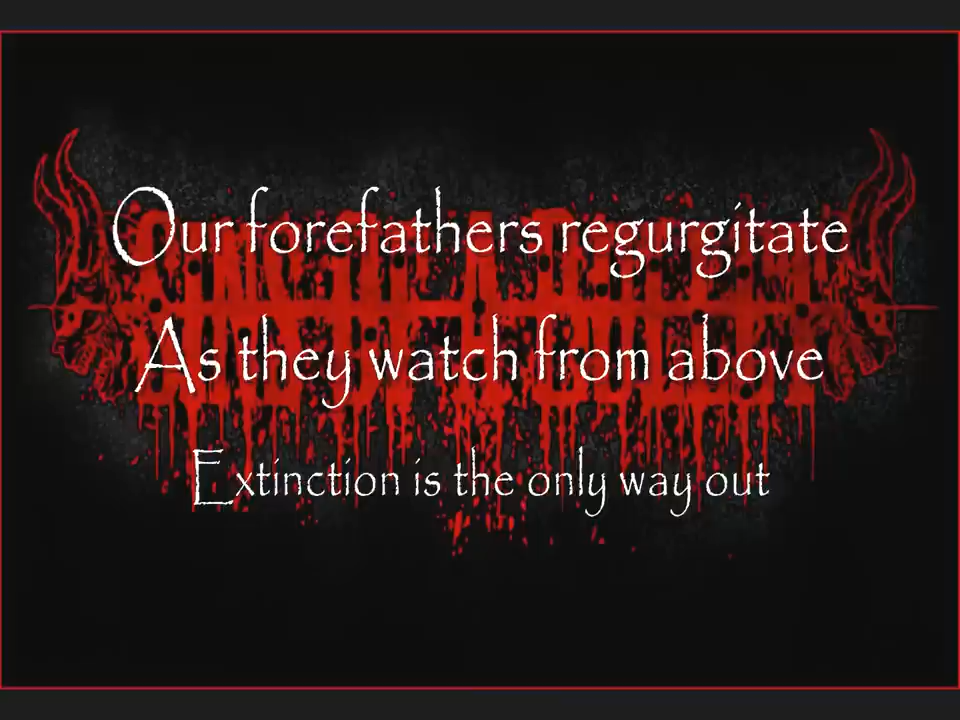 Our forefathers regurgitate
As they watch from above
Extinction is the only way out